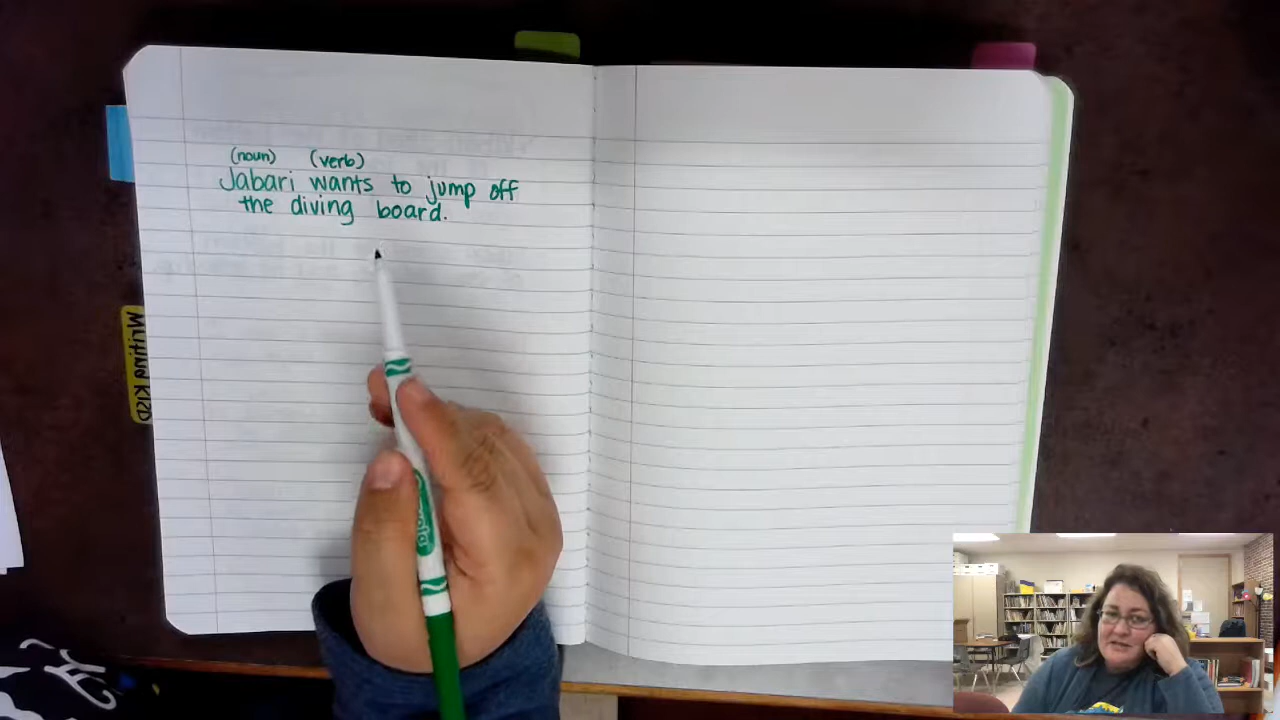 (noun) (verb)
Jabari wants to jump off
the diving board.